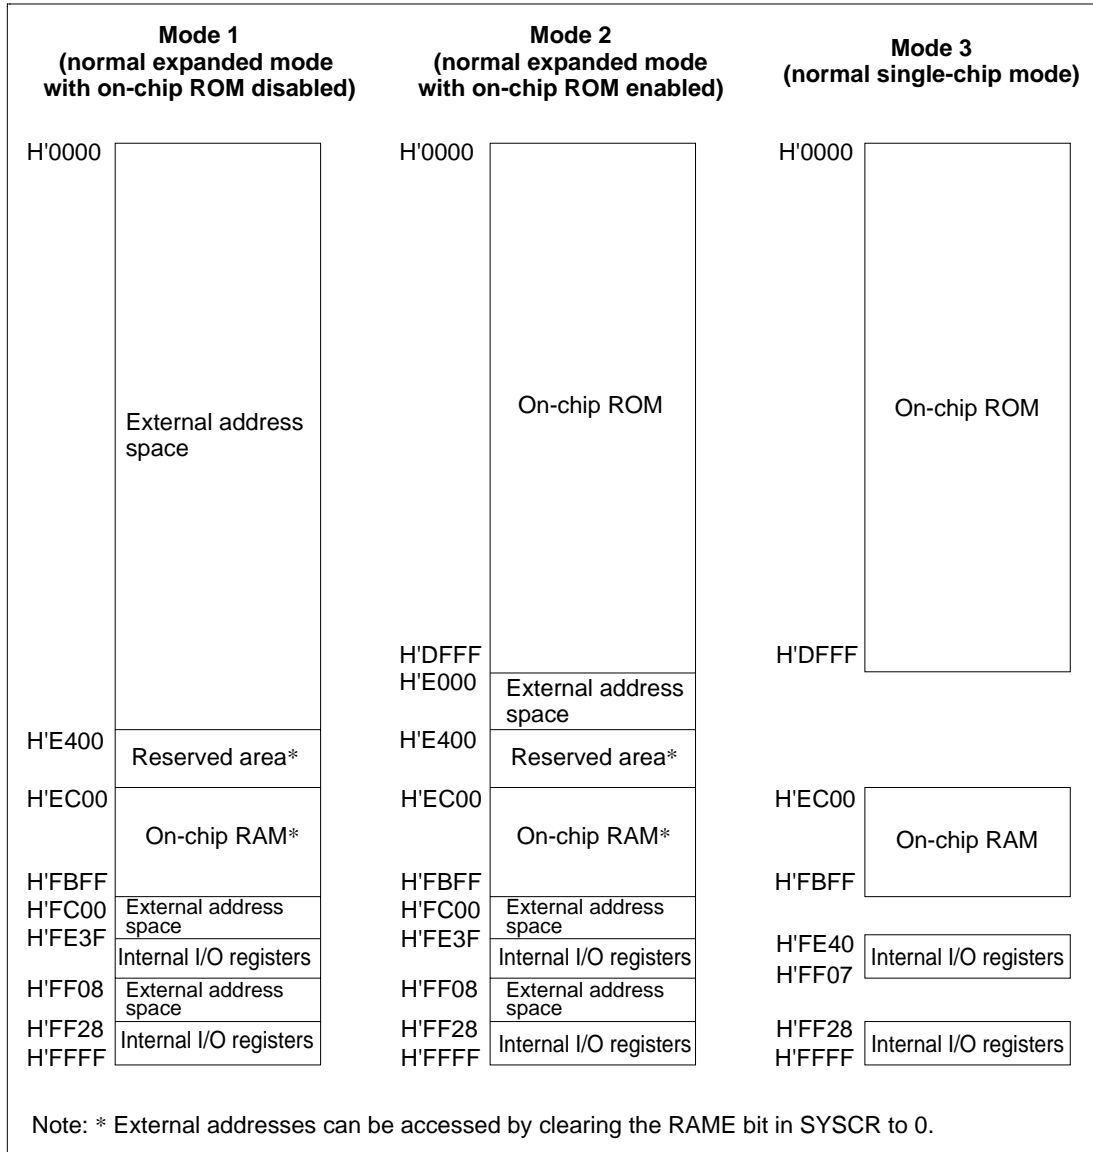 Mode 1
(normal expanded mode
with on-chip ROM disabled)
H'0000
External address
space
H'E400
Reserved area*
H'EC00
On-chip RAM*
H'FBFF
H'FC00
External address
space
H'FE3F
Internal I/O registers
H'FF08
External address
space
H'FF28
Internal I/O registers
H'FFFF
Mode 2
(normal expanded mode
with on-chip ROM enabled)
H'0000
On-chip ROM
H'DFFF
H'E000
External address
space
H'E400
Reserved area*
H'EC00
On-chip RAM*
H'FBFF
H'FC00
External address
space
H'FE3F
Internal I/O registers
H'FF08
External address
space
H'FF28
Internal I/O registers
H'FFFF
Mode 3
(normal single-chip mode)
H'0000
On-chip ROM
H'DFFF
H'EC00
On-chip RAM
H'FBFF
H'FE40
Internal I/O registers
H'FF07
H'FF28
Internal I/O registers
H'FFFF
Note: * External addresses can be accessed by clearing the RAME bit in SYSCR to 0.